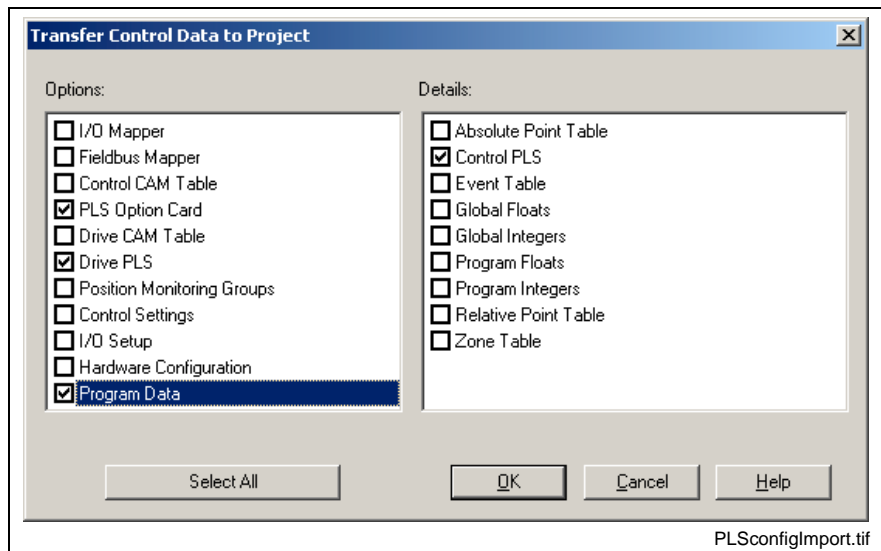 Transfer Control Data to Project
Options:
I/O Mapper
Fieldbus Mapper
Control CAM Table
PLS Option Card
Drive CAM Table
Drive PLS
Position Monitoring Groups
Control Settings
I/O Setup
Hardware Configuration
Program Data
Details:
Absolute Point Table
Control PLS
Event Table
Global Floats
Global Integers
Program Floats
Program Integers
Relative Point Table
Zone Table
Select All
OK
Cancel
Help
PLSconfigImport.tif